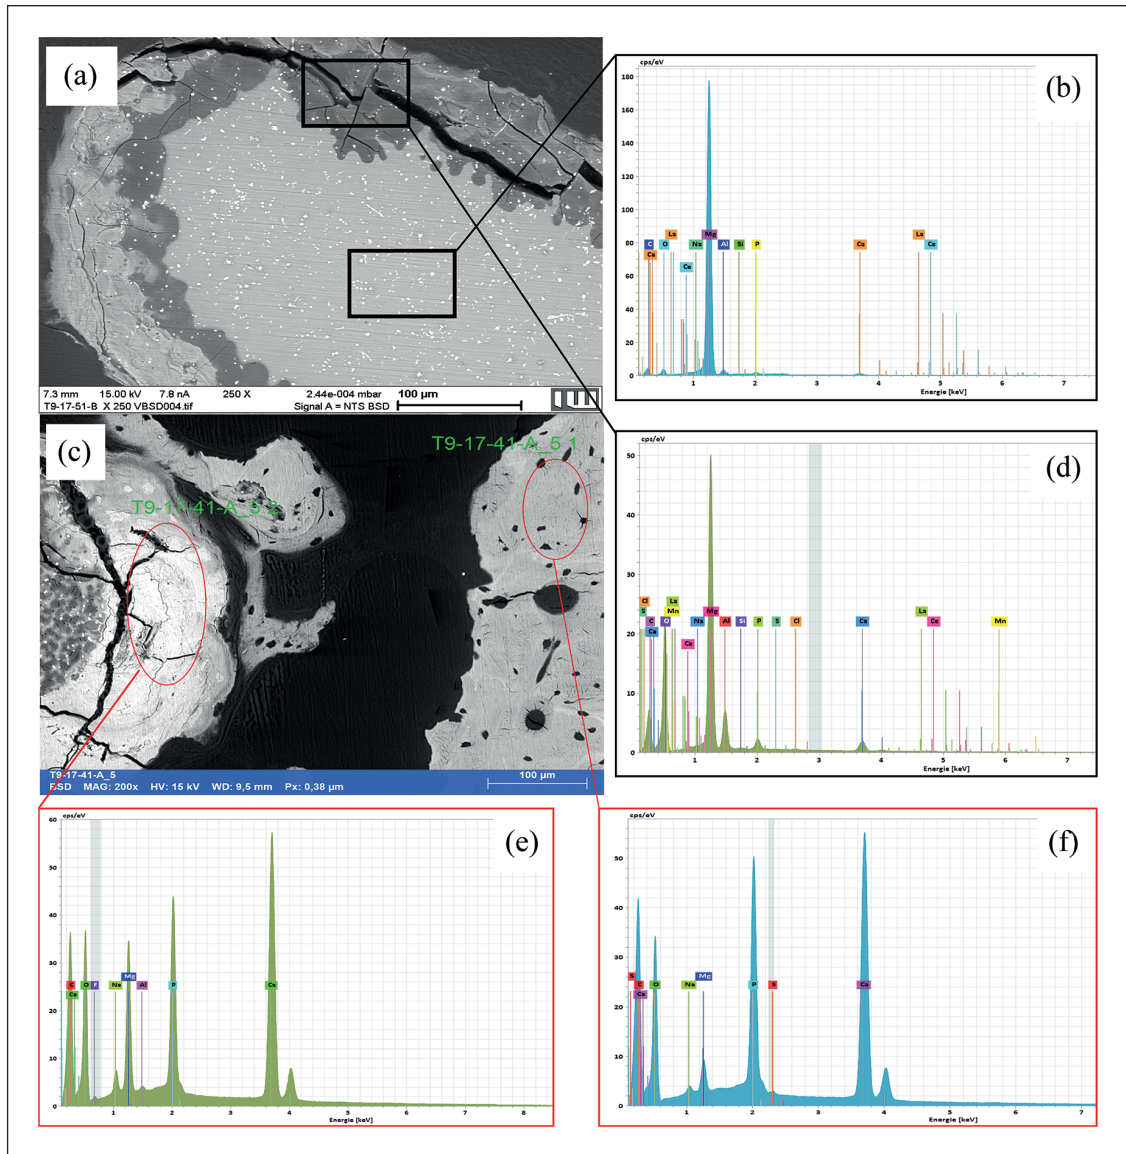 (a)
7.3 mm 15.00 kV 7.8 nA 250 X 2.44e-004 mbar 100 µm
T9-17-51-B X 250 VBSD004.tif Signal A = NTS BSD
(b)
cps/eV
180
160
140
120
100
80
60
40
20
0
La La
C O Na Mg Al Si P Ca Ce
Ca
Ce
1 2 3 4 5 6 7
Energie [keV]
(c)
T9-17-41-A_5 1
T9-17-41-A_5 2
T9-17-41-A_5
BSD MAG: 200x HV: 15 kV WD: 9,5 mm Px: 0,38 µm
100 µm
(d)
cps/eV
50
40
30
20
10
0
Cl La
S Mn Mg La Ce Mn
C O Na Al Si P S Cl Ca
Ca
Ce
1 2 3 4 5 6 7
Energie [keV]
(e)
cps/eV
60
50
40
30
20
10
0
Mg
C O F Na Al P Ca
Ca
1 2 3 4 5 6 7 8
Energie [keV]
(f)
cps/eV
60
50
40
30
20
10
0
S Mg
C O Na P S Ca
Ca
1 2 3 4 5 6 7
Energie [keV]